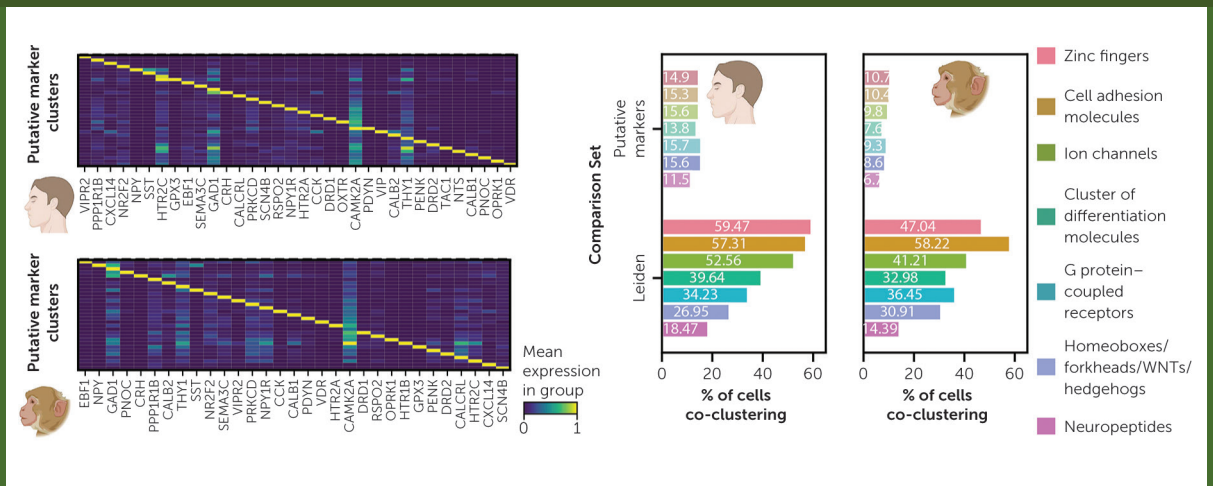 Putative marker
clusters
VIPR2
PPP1R1B
CXCL14
NR2F2
NPY
SST
HTR2C
GPX3
EBF1
SEMA3C
GAD1
CRH
CALCRL
PRKCD
SCN4B
RSPO2
NPY1R
HTR2A
CCK
DRD1
OXTR
CAMK2A
PDYN
VIP
CALB2
THY1
PENK
DRD2
TAC1
NTS
CALB1
PNOC
OPRK1
VDR
Putative marker
clusters
EBF1
NPY
GAD1
PNOC
CRH
PPP1R1B
CALB2
THY1
SST
NR2F2
SEMA3C
VIPR2
PRKCD
NPY1R
CCK
CALB1
PDYN
VDR
HTR2A
CAMK2A
DRD1
RSPO2
OPRK1
HTR1B
GPX3
PENK
DRD2
CALCRL
HTR2C
CXCL14
SCN4B
Mean
expression
in group
0 1
Comparison Set
Putative
markers
Leiden
14.9
15.3
15.6
13.8
15.7
15.6
11.5
59.47
57.31
52.56
39.64
34.23
26.95
18.47
0 20 40 60
% of cells
co-clustering
10.7
10.4
9.8
7.6
9.3
8.6
6.7
47.04
58.22
41.21
32.98
36.45
30.91
14.39
0 20 40 60
% of cells
co-clustering
Zinc fingers
Cell adhesion
molecules
Ion channels
Cluster of
differentiation
molecules
G protein–
coupled
receptors
Homeoboxes/
forkheads/WNTs/
hedgehogs
Neuropeptides